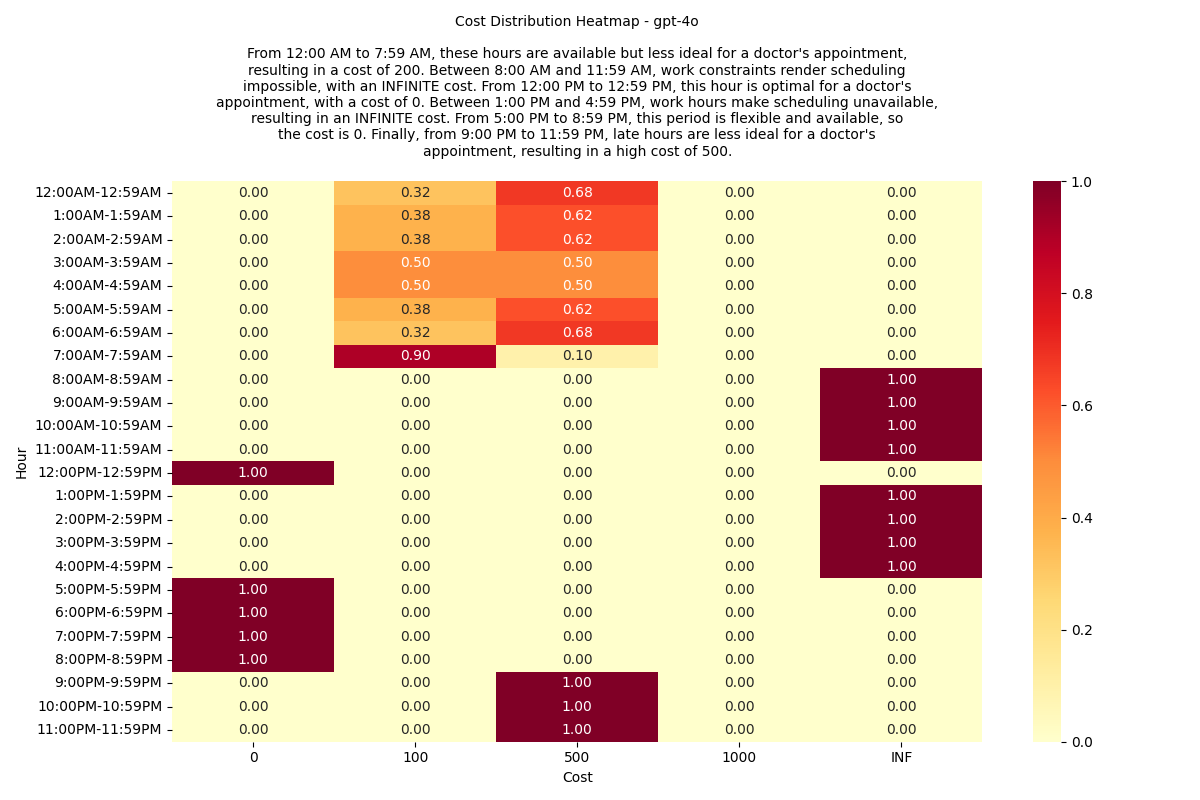 Cost Distribution Heatmap - gpt-4o
From 12:00 AM to 7:59 AM, these hours are available but less ideal for a doctor's appointment,
resulting in a cost of 200. Between 8:00 AM and 11:59 AM, work constraints render scheduling
impossible, with an INFINITE cost. From 12:00 PM to 12:59 PM, this hour is optimal for a doctor's
appointment, with a cost of 0. Between 1:00 PM and 4:59 PM, work hours make scheduling unavailable,
resulting in an INFINITE cost. From 5:00 PM to 8:59 PM, this period is flexible and available, so
the cost is 0. Finally, from 9:00 PM to 11:59 PM, late hours are less ideal for a doctor's
appointment, resulting in a high cost of 500.
12:00AM-12:59AM 0.00 0.32 0.68 0.00 0.00
1:00AM-1:59AM 0.00 0.38 0.62 0.00 0.00
2:00AM-2:59AM 0.00 0.38 0.62 0.00 0.00
3:00AM-3:59AM 0.00 0.50 0.50 0.00 0.00
4:00AM-4:59AM 0.00 0.50 0.50 0.00 0.00
5:00AM-5:59AM 0.00 0.38 0.62 0.00 0.00
6:00AM-6:59AM 0.00 0.32 0.68 0.00 0.00
7:00AM-7:59AM 0.00 0.90 0.10 0.00 0.00
8:00AM-8:59AM 0.00 0.00 0.00 0.00 1.00
9:00AM-9:59AM 0.00 0.00 0.00 0.00 1.00
10:00AM-10:59AM 0.00 0.00 0.00 0.00 1.00
11:00AM-11:59AM 0.00 0.00 0.00 0.00 1.00
12:00PM-12:59PM 1.00 0.00 0.00 0.00 0.00
1:00PM-1:59PM 0.00 0.00 0.00 0.00 1.00
2:00PM-2:59PM 0.00 0.00 0.00 0.00 1.00
3:00PM-3:59PM 0.00 0.00 0.00 0.00 1.00
4:00PM-4:59PM 0.00 0.00 0.00 0.00 1.00
5:00PM-5:59PM 1.00 0.00 0.00 0.00 0.00
6:00PM-6:59PM 1.00 0.00 0.00 0.00 0.00
7:00PM-7:59PM 1.00 0.00 0.00 0.00 0.00
8:00PM-8:59PM 1.00 0.00 0.00 0.00 0.00
9:00PM-9:59PM 0.00 0.00 1.00 0.00 0.00
10:00PM-10:59PM 0.00 0.00 1.00 0.00 0.00
11:00PM-11:59PM 0.00 0.00 1.00 0.00 0.00
0 100 500 1000 INF
Cost
Hour
1.0
0.8
0.6
0.4
0.2
0.0